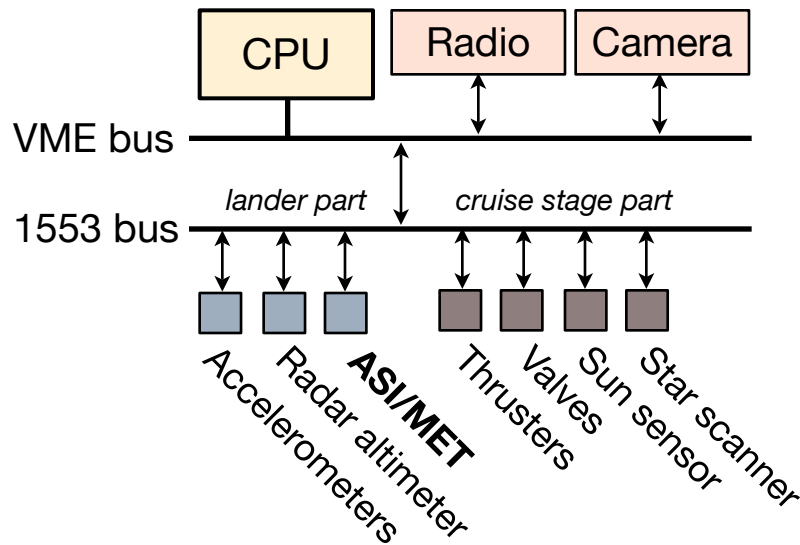 CPU
Radio
Camera
VME bus
lander part
cruise stage part
1553 bus
Accelerometers
Radar altimeter
ASI/MET
Thrusters
Valves
Sun sensor
Star scanner